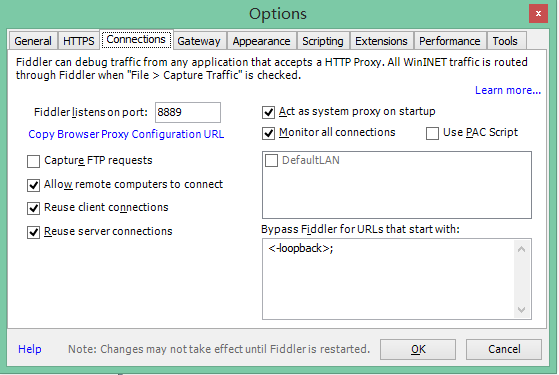 Options
x
General HTTPS Connections Gateway Appearance Scripting Extensions Performance Tools
Fiddler can debug traffic from any application that accepts a HTTP Proxy. All WinINET traffic is routed
through Fiddler when "File > Capture Traffic" is checked.
Learn more...
Fiddler listens on port: 8889
Copy Browser Proxy Configuration URL
Capture FTP requests
Allow remote computers to connect
Reuse client connections
Reuse server connections
Act as system proxy on startup
Monitor all connections
Use PAC Script
DefaultLAN
Bypass Fiddler for URLs that start with:
<-loopback>;
Help
Note: Changes may not take effect until Fiddler is restarted.
OK
Cancel